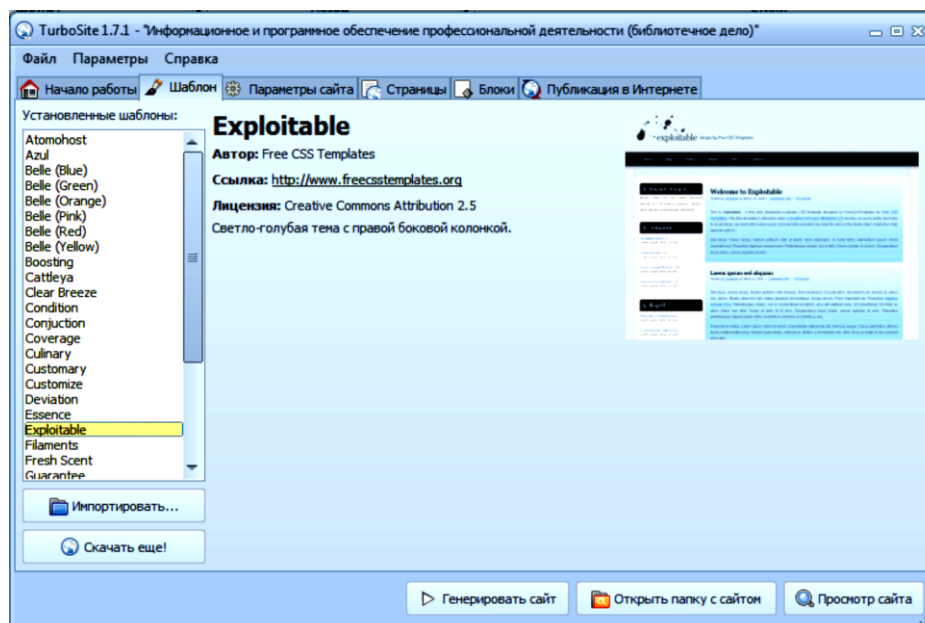 TurboSite 1.7.1 - "Информационное и программное обеспечение профессиональной деятельности (библиотечное дело)"
Файл Параметры Справка
Начало работы Шаблон Параметры сайта Страницы Блоки Публикация в Интернете
Установленные шаблоны:
Atomohost
Azul
Belle (Blue)
Belle (Green)
Belle (Orange)
Belle (Pink)
Belle (Red)
Belle (Yellow)
Boosting
Cattleya
Clear Breeze
Condition
Conjuction
Coverage
Culinary
Customary
Customize
Deviation
Essence
Exploitable
Filaments
Fresh Scent
Guarantee
Импортировать...
Скачать еще!
Exploitable
Автор: Free CSS Templates
Ссылка: http://www.freecsstemplates.org
Лицензия: Creative Commons Attribution 2.5
Светло-голубая тема с правой боковой колонкой.
exploitable design by Free CSS Templates
Welcome to Exploitable
Lorem ipsum sed aliquam
Генерировать сайт Открыть папку с сайтом Просмотр сайта